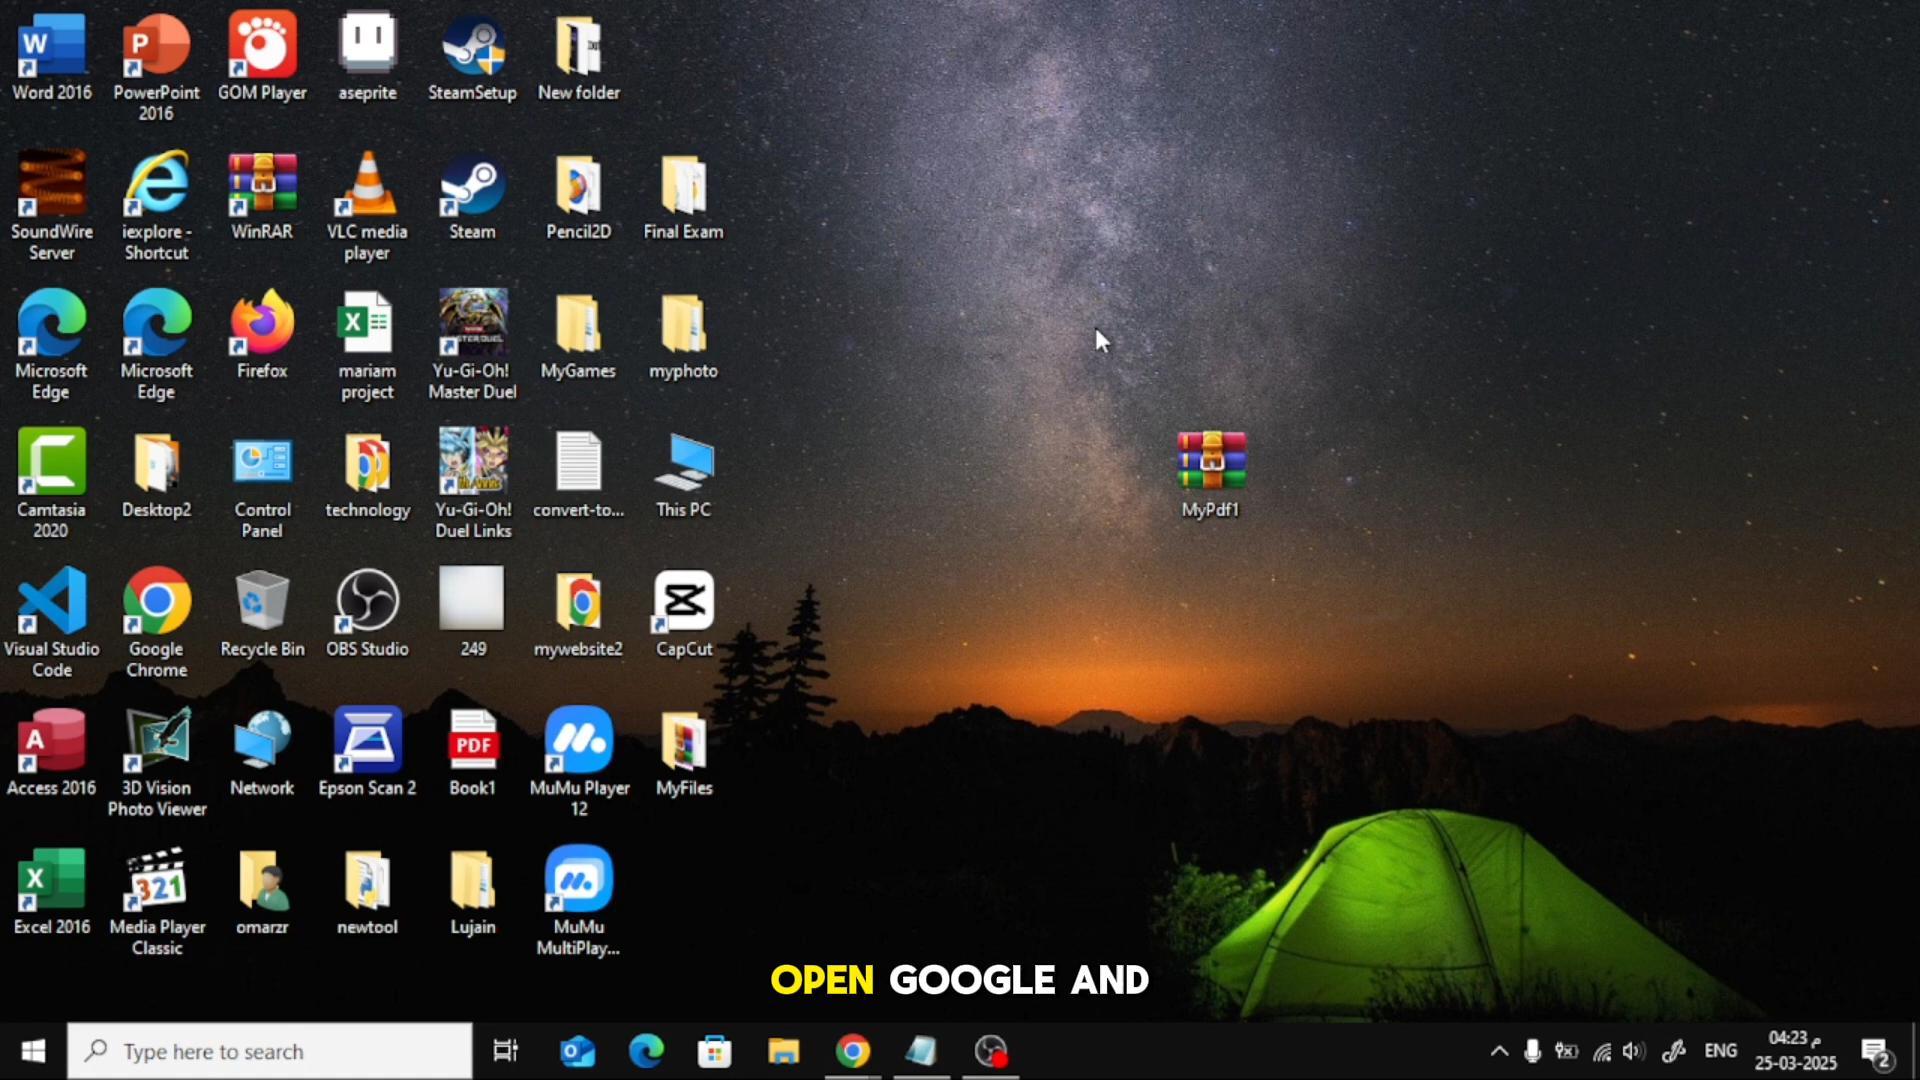 Word 2016
PowerPoint
2016
GOM Player
aseprite
SteamSetup
New folder
SoundWire
Server
iexplore -
Shortcut
WinRAR
VLC media
player
Steam
Pencil2D
Final Exam
Microsoft
Edge
Microsoft
Edge
Firefox
mariam
project
Yu-Gi-Oh!
Master Duel
MyGames
myphoto
Camtasia
2020
Desktop2
Control
Panel
technology
Yu-Gi-Oh!
Duel Links
convert-to...
This PC
MyPdf1
Visual Studio
Code
Google
Chrome
Recycle Bin
OBS Studio
249
mywebsite2
CapCut
Access 2016
3D Vision
Photo Viewer
Network
Epson Scan 2
PDF
Book1
MuMu Player
12
MyFiles
Excel 2016
321
Media Player
Classic
omarzr
newtool
Lujain
MuMu
MultiPlay...
OPEN GOOGLE AND
Type here to search
ENG
04:23 م
25-03-2025
2